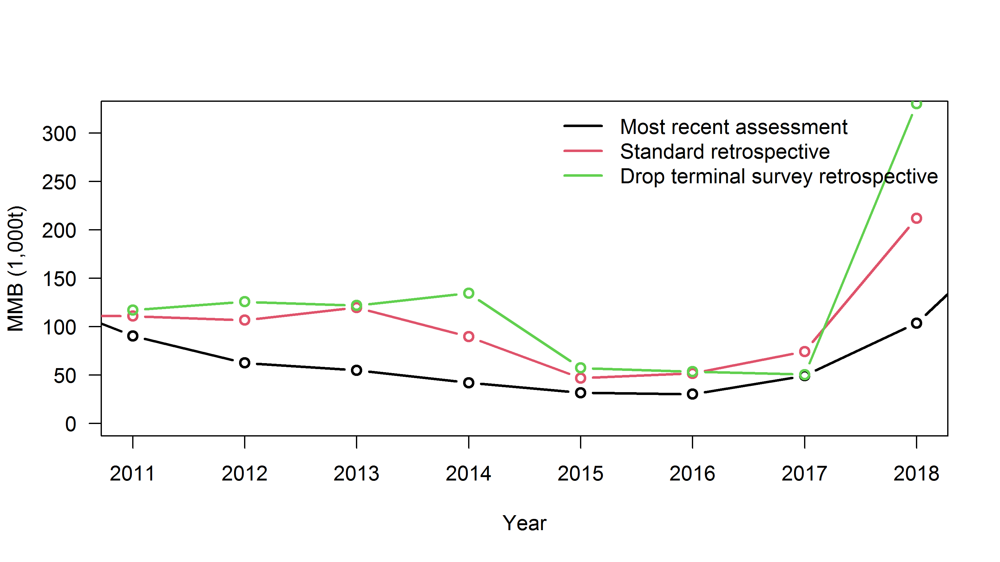 Most recent assessment
Standard retrospective
Drop terminal survey retrospective
300
250
200
150
100
50
0
MMB (1,000t)
2011 2012 2013 2014 2015 2016 2017 2018
Year